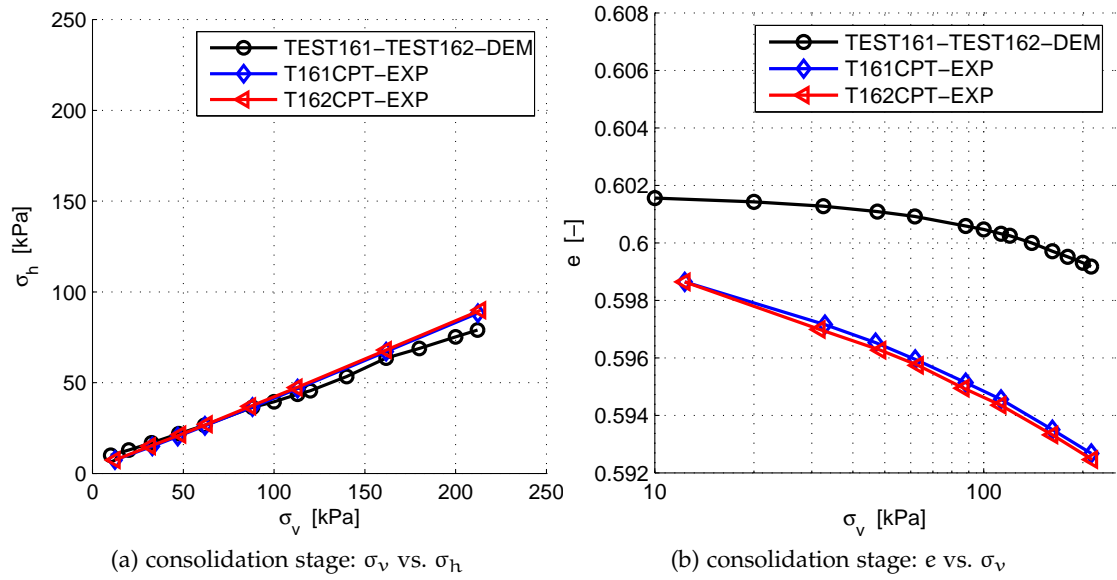 250
200
150
100
50
0
σh [kPa]
0 50 100 150 200 250
σv [kPa]
TEST161−TEST162−DEM
T161CPT−EXP
T162CPT−EXP
(a) consolidation stage: σv vs. σh
0.608
0.606
0.604
0.602
0.6
0.598
0.596
0.594
0.592
e [−]
10 100
σv [kPa]
TEST161−TEST162−DEM
T161CPT−EXP
T162CPT−EXP
(b) consolidation stage: e vs. σv